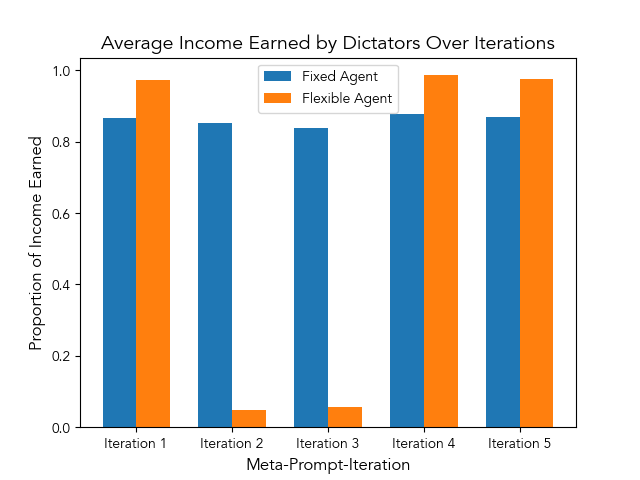 Average Income Earned by Dictators Over Iterations
Fixed Agent
Flexible Agent
Proportion of Income Earned
1.0
0.8
0.6
0.4
0.2
0.0
Iteration 1
Iteration 2
Iteration 3
Iteration 4
Iteration 5
Meta-Prompt-Iteration